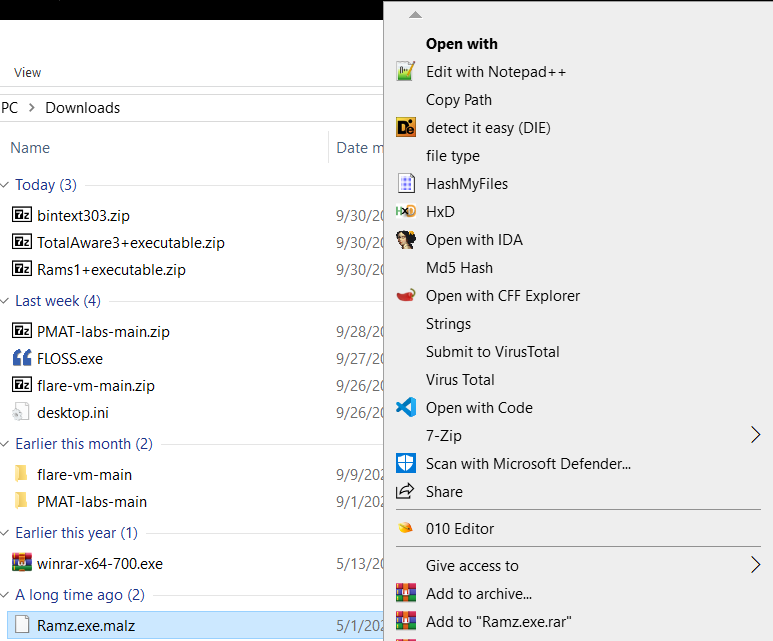 View
PC > Downloads
Name
Date m
Today (3)
bintext303.zip 9/30/20
TotalAware3+executable.zip 9/30/20
Rams1+executable.zip 9/30/20
Last week (4)
PMAT-labs-main.zip 9/28/20
FLOSS.exe 9/27/20
flare-vm-main.zip 9/26/20
desktop.ini 9/26/20
Earlier this month (2)
flare-vm-main 9/9/202
PMAT-labs-main 9/1/202
Earlier this year (1)
winrar-x64-700.exe 5/13/20
A long time ago (2)
Ramz.exe.malz 5/1/202
Open with
Edit with Notepad++
Copy Path
detect it easy (DIE)
file type
HashMyFiles
HxD
Open with IDA
Md5 Hash
Open with CFF Explorer
Strings
Submit to VirusTotal
Virus Total
Open with Code
7-Zip
Scan with Microsoft Defender...
Share
010 Editor
Give access to
Add to archive...
Add to "Ramz.exe.rar"